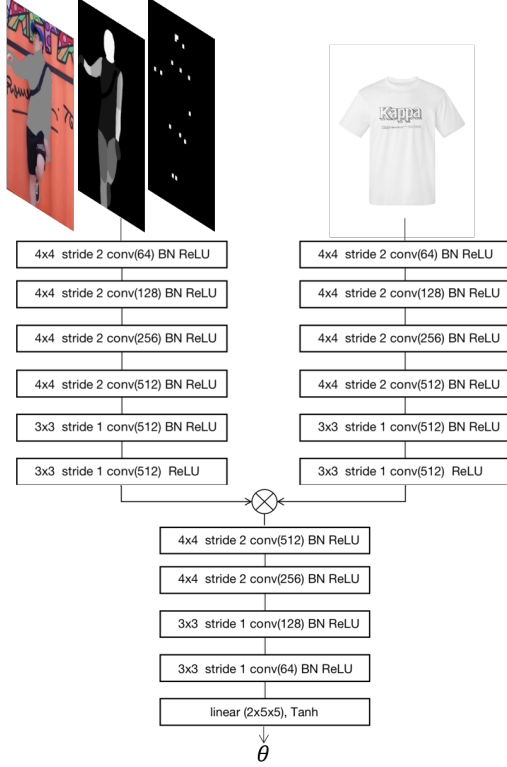 Kappa
4x4 stride 2 conv(64) BN ReLU
4x4 stride 2 conv(128) BN ReLU
4x4 stride 2 conv(256) BN ReLU
4x4 stride 2 conv(512) BN ReLU
3x3 stride 1 conv(512) BN ReLU
3x3 stride 1 conv(512) ReLU
4x4 stride 2 conv(64) BN ReLU
4x4 stride 2 conv(128) BN ReLU
4x4 stride 2 conv(256) BN ReLU
4x4 stride 2 conv(512) BN ReLU
3x3 stride 1 conv(512) BN ReLU
3x3 stride 1 conv(512) ReLU
4x4 stride 2 conv(512) BN ReLU
4x4 stride 2 conv(256) BN ReLU
3x3 stride 1 conv(128) BN ReLU
3x3 stride 1 conv(64) BN ReLU
linear (2x5x5), Tanh
θ